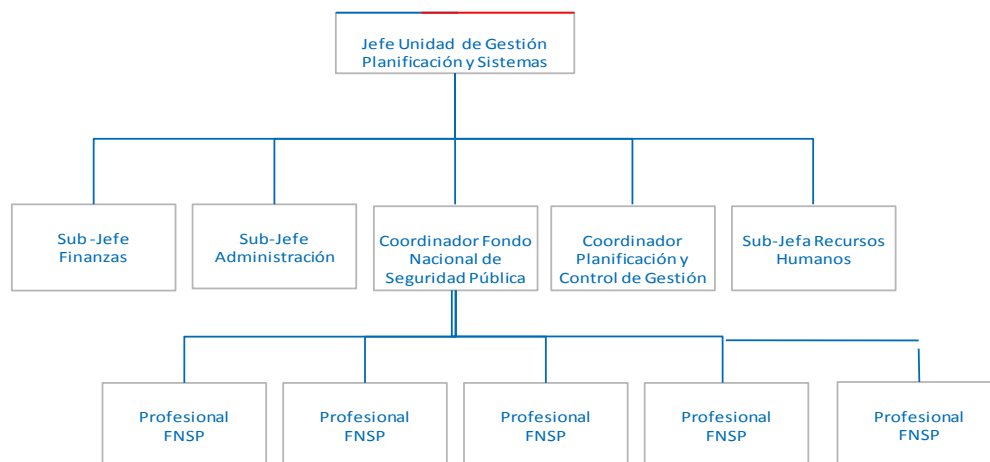 Jefe Unidad de Gestión
Planificación y Sistemas
Sub -Jefe
Finanzas
Sub-Jefe
Administración
Coordinador Fondo
Nacional de
Seguridad Pública
Coordinador
Planificación y
Control de Gestión
Sub-Jefa Recursos
Humanos
Profesional
FNSP
Profesional
FNSP
Profesional
FNSP
Profesional
FNSP
Profesional
FNSP